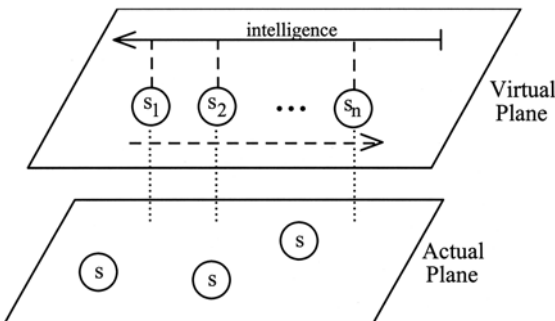 intelligence
s1 s2 ... sn
Virtual
Plane
s
s s
Actual
Plane